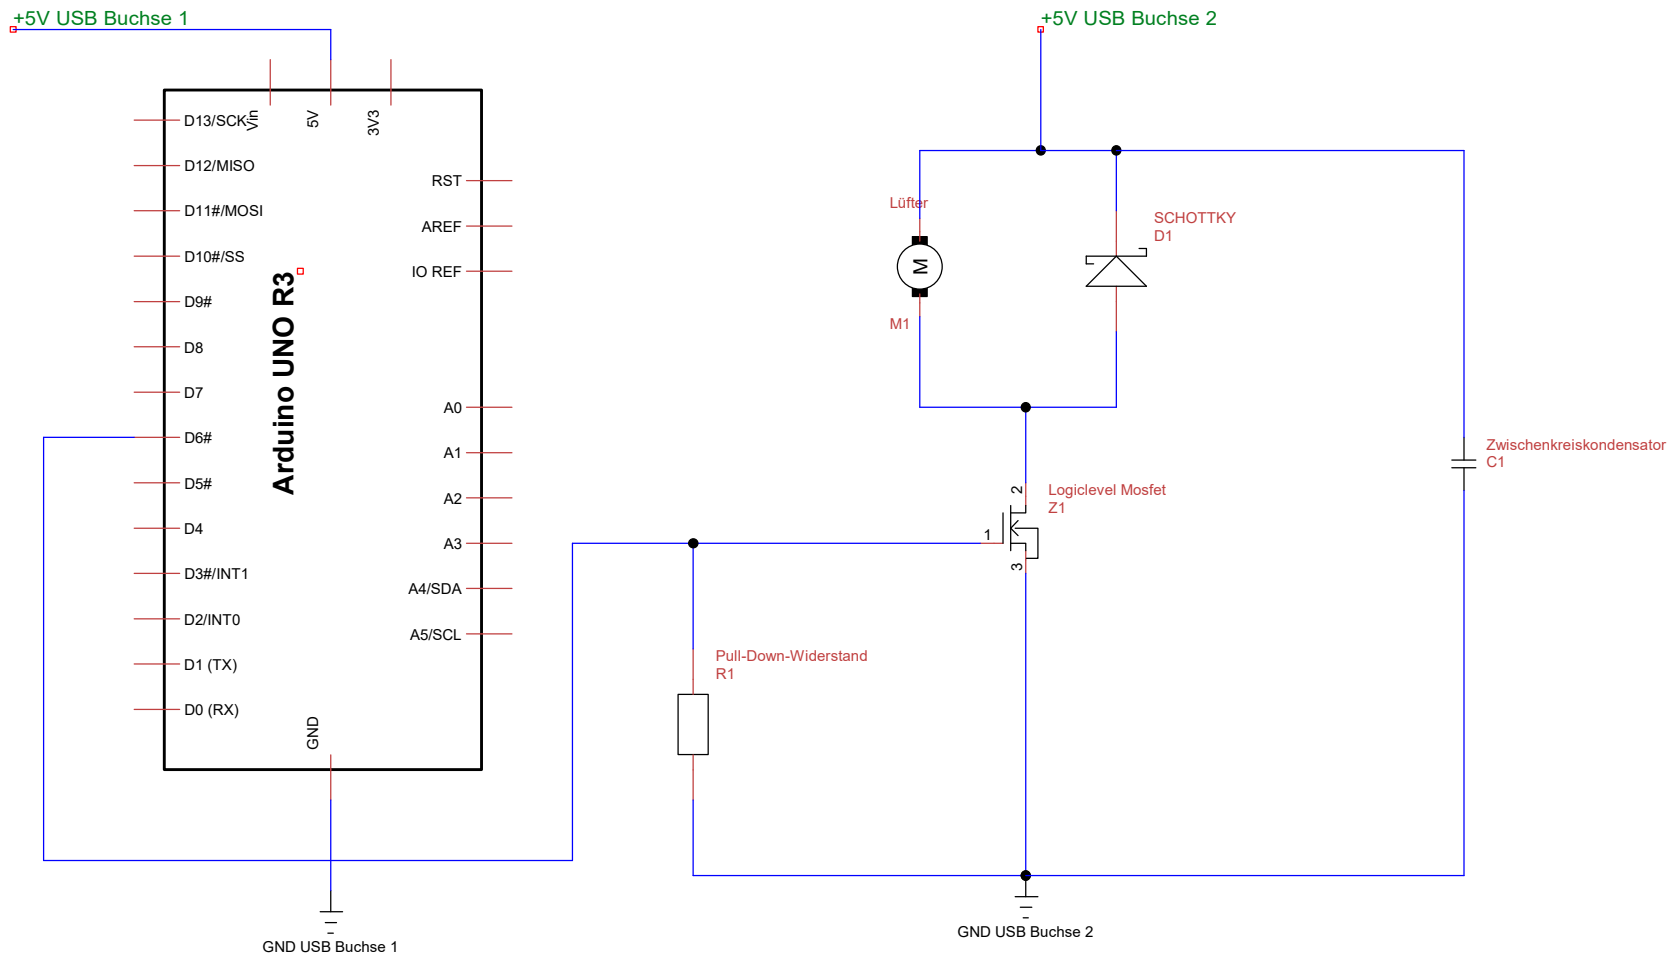 +5V USB Buchse 1
+5V USB Buchse 2
Vin
5V
3V3
D13/SCK
D12/MISO
D11#/MOSI
D10#/SS
D9#
D8
D7
D6#
D5#
D4
D3#/INT1
D2/INT0
D1 (TX)
D0 (RX)
Arduino UNO R3
RST
AREF
IO REF
A0
A1
A2
A3
A4/SDA
A5/SCL
GND
GND USB Buchse 1
Lüfter
M
M1
SCHOTTKY
D1
Zwischenkreiskondensator
C1
2
Logiclevel Mosfet
Z1
1
3
Pull-Down-Widerstand
R1
GND USB Buchse 2